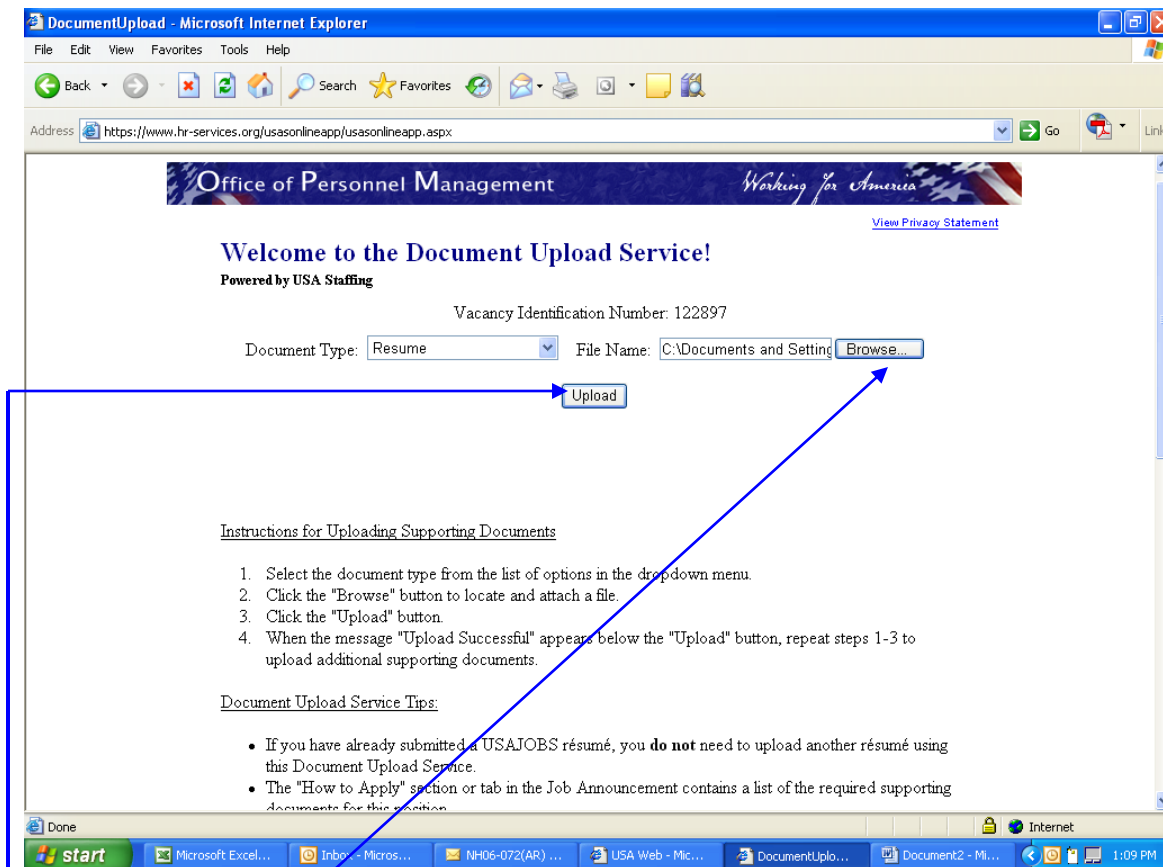 DocumentUpload - Microsoft Internet Explorer
File Edit View Favorites Tools Help
Back Search Favorites
Address https://www.hr-services.org/usasonlineapp/usasonlineapp.aspx Go Link
Office of Personnel Management Working for America
View Privacy Statement
Welcome to the Document Upload Service!
Powered by USA Staffing
Vacancy Identification Number: 122897
Document Type: Resume File Name: C:\Documents and Setting Browse...
Upload
Instructions for Uploading Supporting Documents
1. Select the document type from the list of options in the dropdown menu.
2. Click the "Browse" button to locate and attach a file.
3. Click the "Upload" button.
4. When the message "Upload Successful" appears below the "Upload" button, repeat steps 1-3 to
upload additional supporting documents.
Document Upload Service Tips:
• If you have already submitted a USAJOBS résumé, you do not need to upload another résumé using
this Document Upload Service.
• The "How to Apply" section or tab in the Job Announcement contains a list of the required supporting
documents for this position
Done Internet
start Microsoft Excel... Inbox - Micros... NH06-072(AR) ... USA Web - Mic... DocumentUplo... Document2 - Mi... 1:09 PM